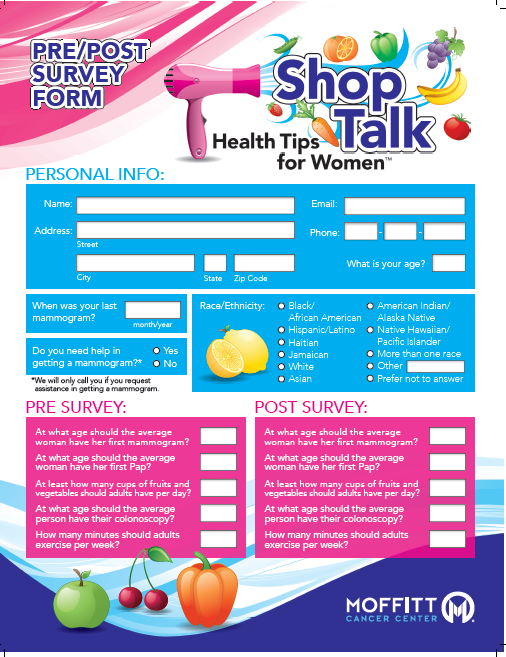 PRE/POST
SURVEY
FORM
Shop
Talk
Health Tips
for Women™
PERSONAL INFO:
Name:
Email:
Address:
Street
Phone:
-
-
City
State
Zip Code
What is your age?
When was your last
mammogram?
month/year
Do you need help in
getting a mammogram?*
Yes
No
*We will only call you if you request
assistance in getting a mammogram.
Race/Ethnicity:
Black/
African American
Hispanic/Latino
Haitian
Jamaican
White
Asian
American Indian/
Alaska Native
Native Hawaiian/
Pacific Islander
More than one race
Other
Prefer not to answer
PRE SURVEY:
At what age should the average
woman have her first mammogram?
At what age should the average
woman have her first Pap?
At least how many cups of fruits and
vegetables should adults have per day?
At what age should the average
person have their colonoscopy?
How many minutes should adults
exercise per week?
POST SURVEY:
At what age should the average
woman have her first mammogram?
At what age should the average
woman have her first Pap?
At least how many cups of fruits and
vegetables should adults have per day?
At what age should the average
person have their colonoscopy?
How many minutes should adults
exercise per week?
MOFFITT
CANCER CENTER
M